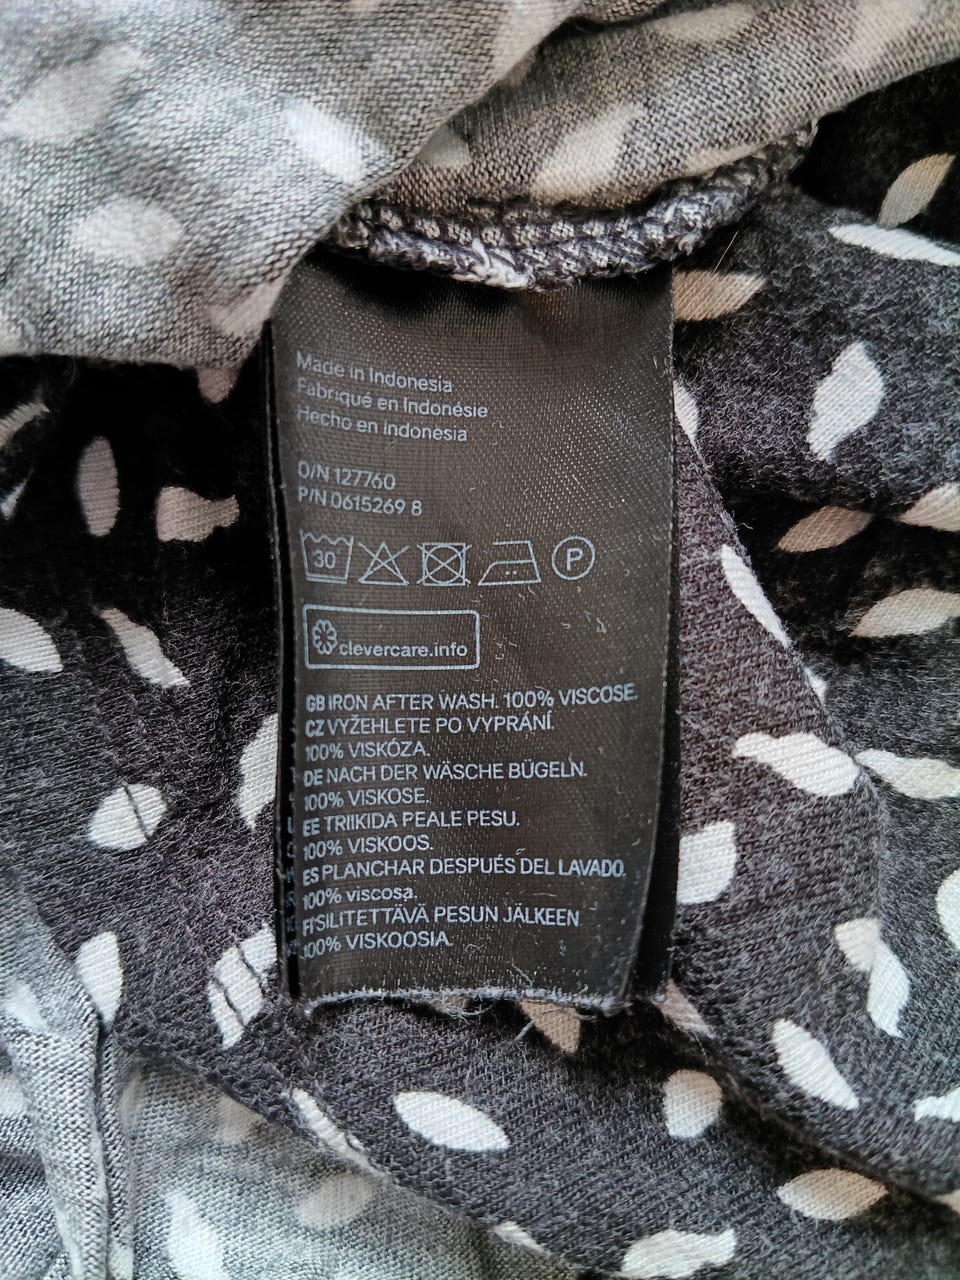 Made in Indonesia
Fabriqué en Indonésie
Hecho en Indonesia
O/N 127760
P/N 0615269 8
30 P
clevercare.info
GB IRON AFTER WASH. 100% VISCOSE.
CZ VYŽEHLETE PO VYPRÁNÍ.
100% VISKÓZA.
DE NACH DER WÄSCHE BÜGELN.
100% VISKOSE.
EE TRIIKIDA PEALE PESU.
100% VISKOOS.
ES PLANCHAR DESPUÉS DEL LAVADO.
100% viscosa.
FI SILITETTÄVÄ PESUN JÄLKEEN
100% VISKOOSIA.